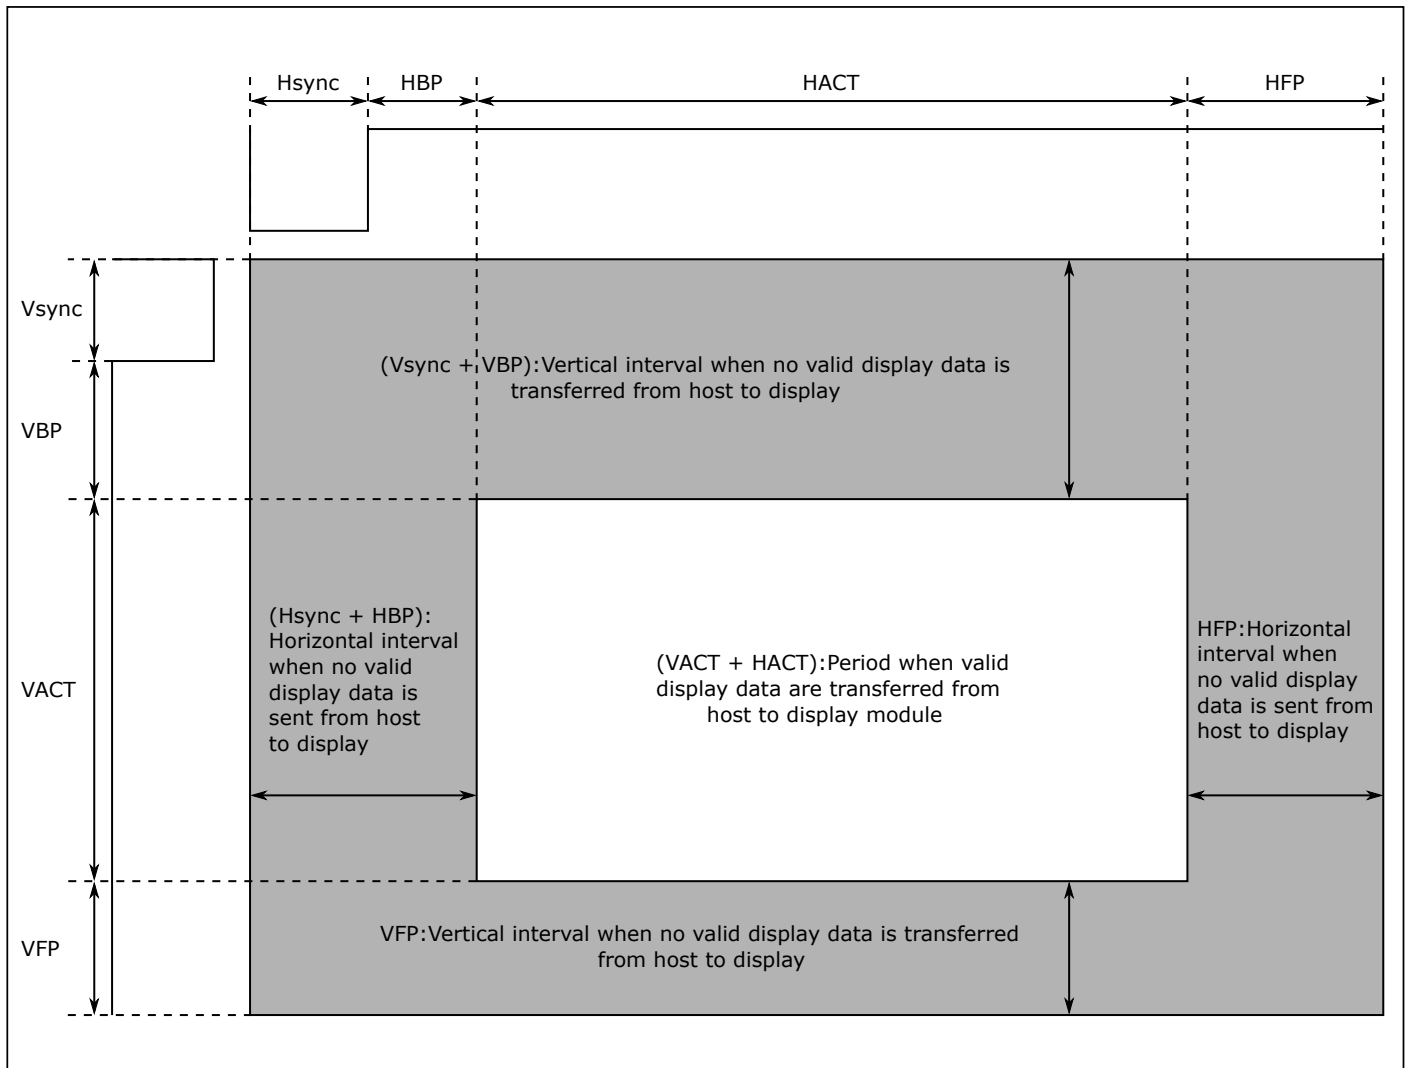 Hsync
HBP
HACT
HFP
Vsync
VBP
VACT
VFP
(Vsync + VBP):Vertical interval when no valid display data is
transferred from host to display
(Hsync + HBP):
Horizontal interval
when no valid
display data is
sent from host
to display
(VACT + HACT):Period when valid
display data are transferred from
host to display module
HFP:Horizontal
interval when
no valid display
data is sent from
host to display
VFP:Vertical interval when no valid display data is transferred
from host to display